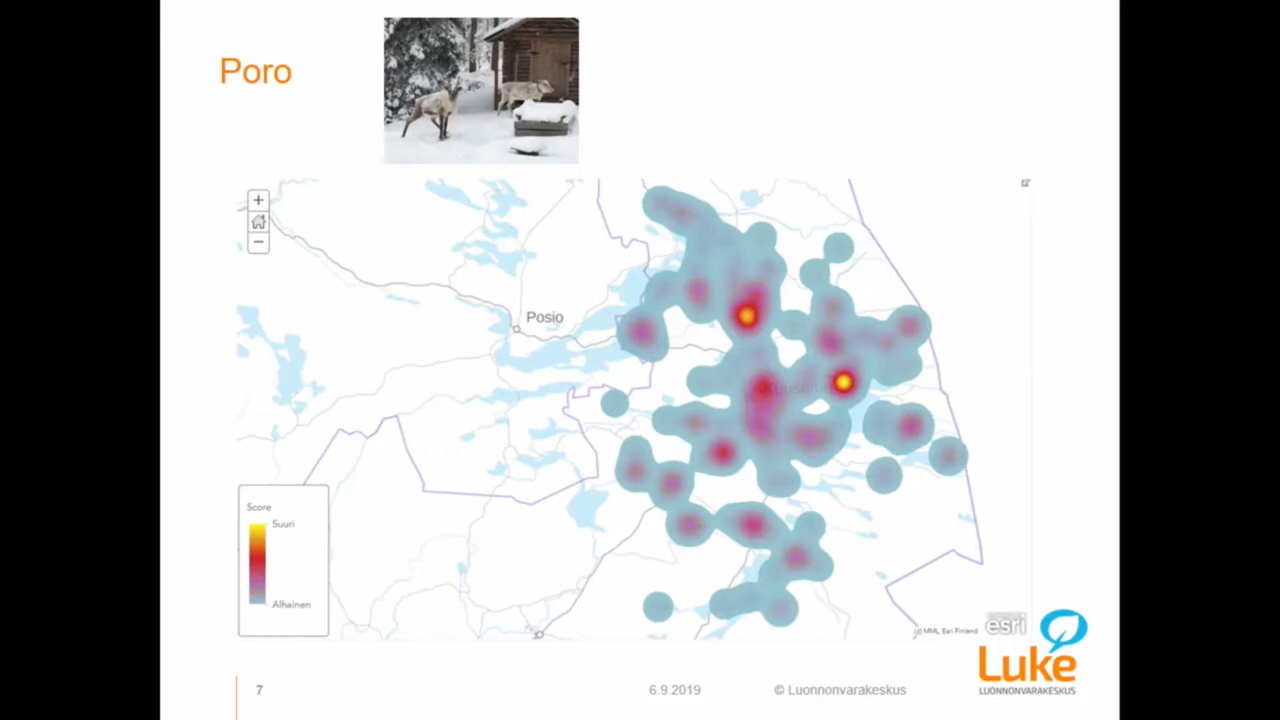 Poro
+
−
Posio
Score
Suuri
Alhainen
(c) MML, Esri Finland
esri
Luke
LUONNONVARAKESKUS
7
6.9.2019
© Luonnonvarakeskus